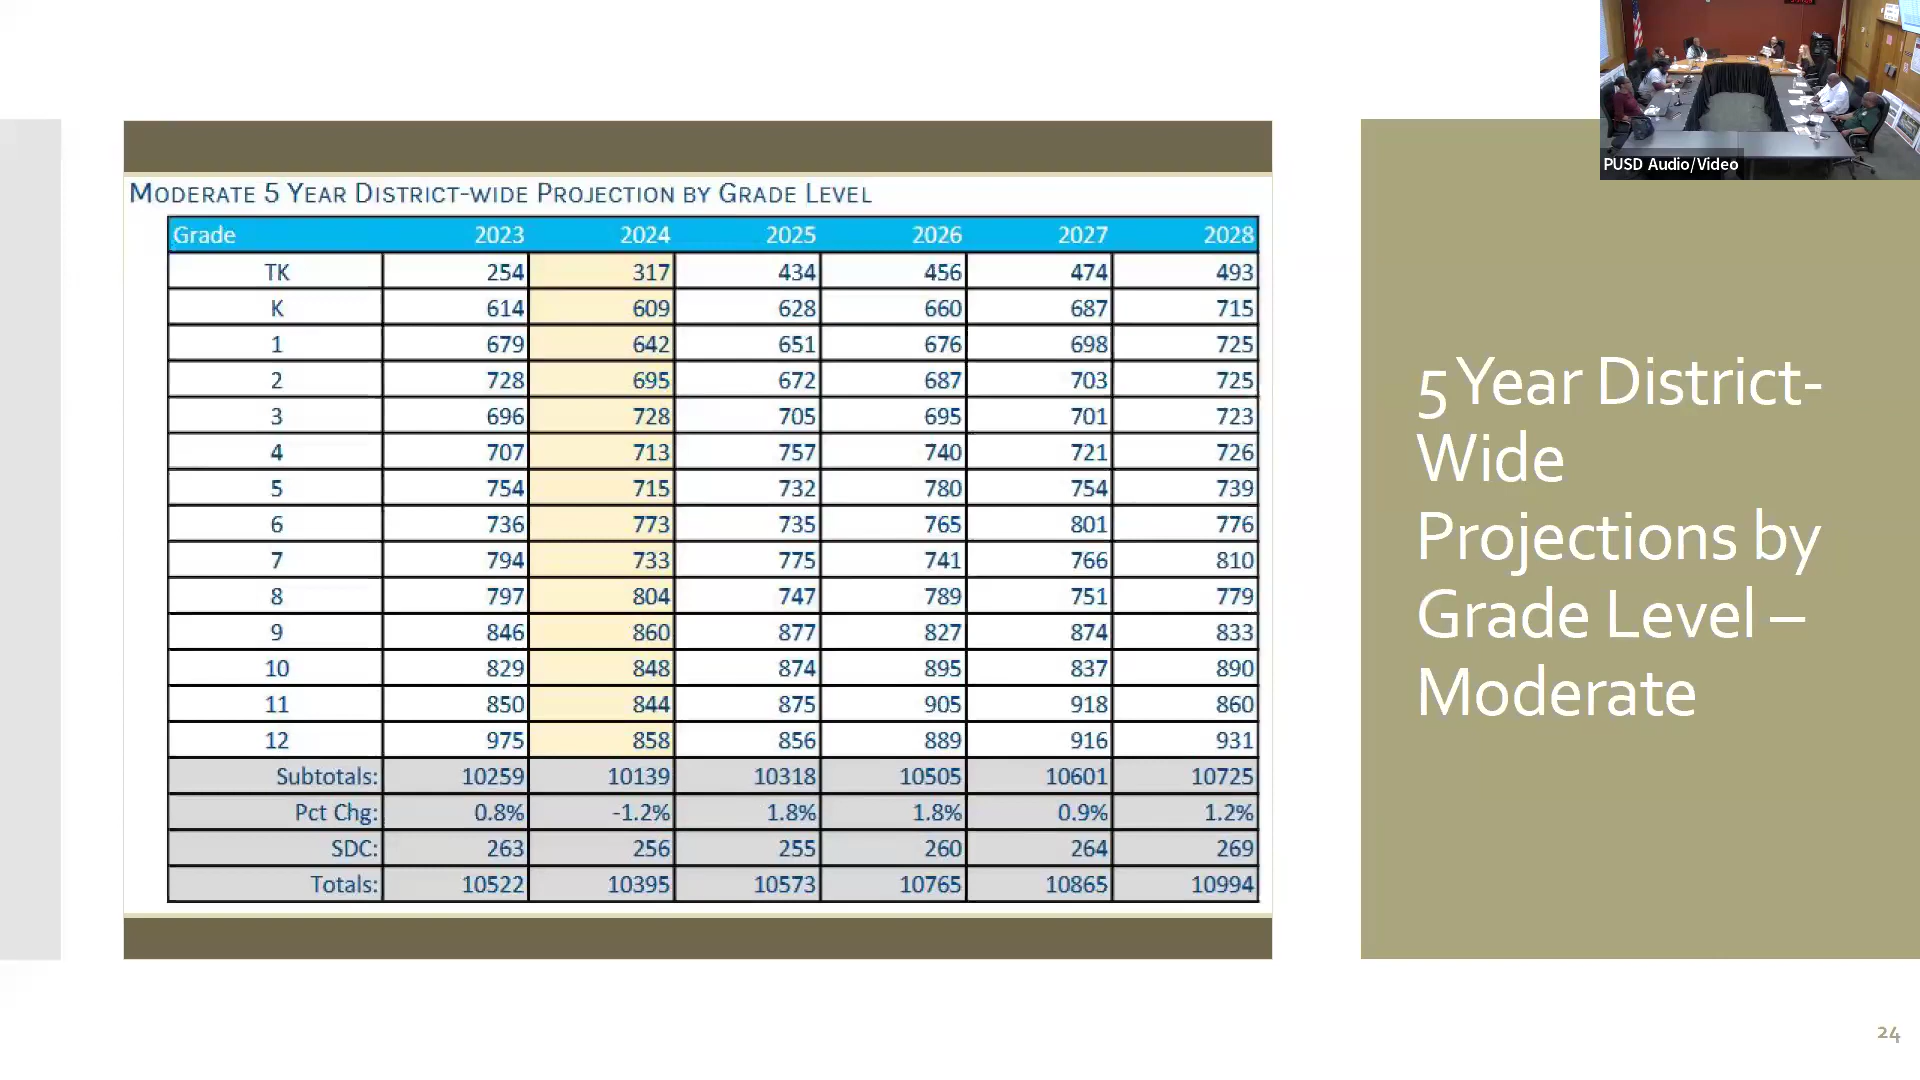 MODERATE 5 YEAR DISTRICT-WIDE PROJECTION BY GRADE LEVEL
Grade 2023 2024 2025 2026 2027 2028
TK 254 317 434 456 474 493
K 614 609 628 660 687 715
1 679 642 651 676 698 725
2 728 695 672 687 703 725
3 696 728 705 695 701 723
4 707 713 757 740 721 726
5 754 715 732 780 754 739
6 736 773 735 765 801 776
7 794 733 775 741 766 810
8 797 804 747 789 751 779
9 846 860 877 827 874 833
10 829 848 874 895 837 890
11 850 844 875 905 918 860
12 975 858 856 889 916 931
Subtotals: 10259 10139 10318 10505 10601 10725
Pct Chg: 0.8% -1.2% 1.8% 1.8% 0.9% 1.2%
SDC: 263 256 255 260 264 269
Totals: 10522 10395 10573 10765 10865 10994
PUSD Audio/Video
5 Year District-
Wide
Projections by
Grade Level –
Moderate
24